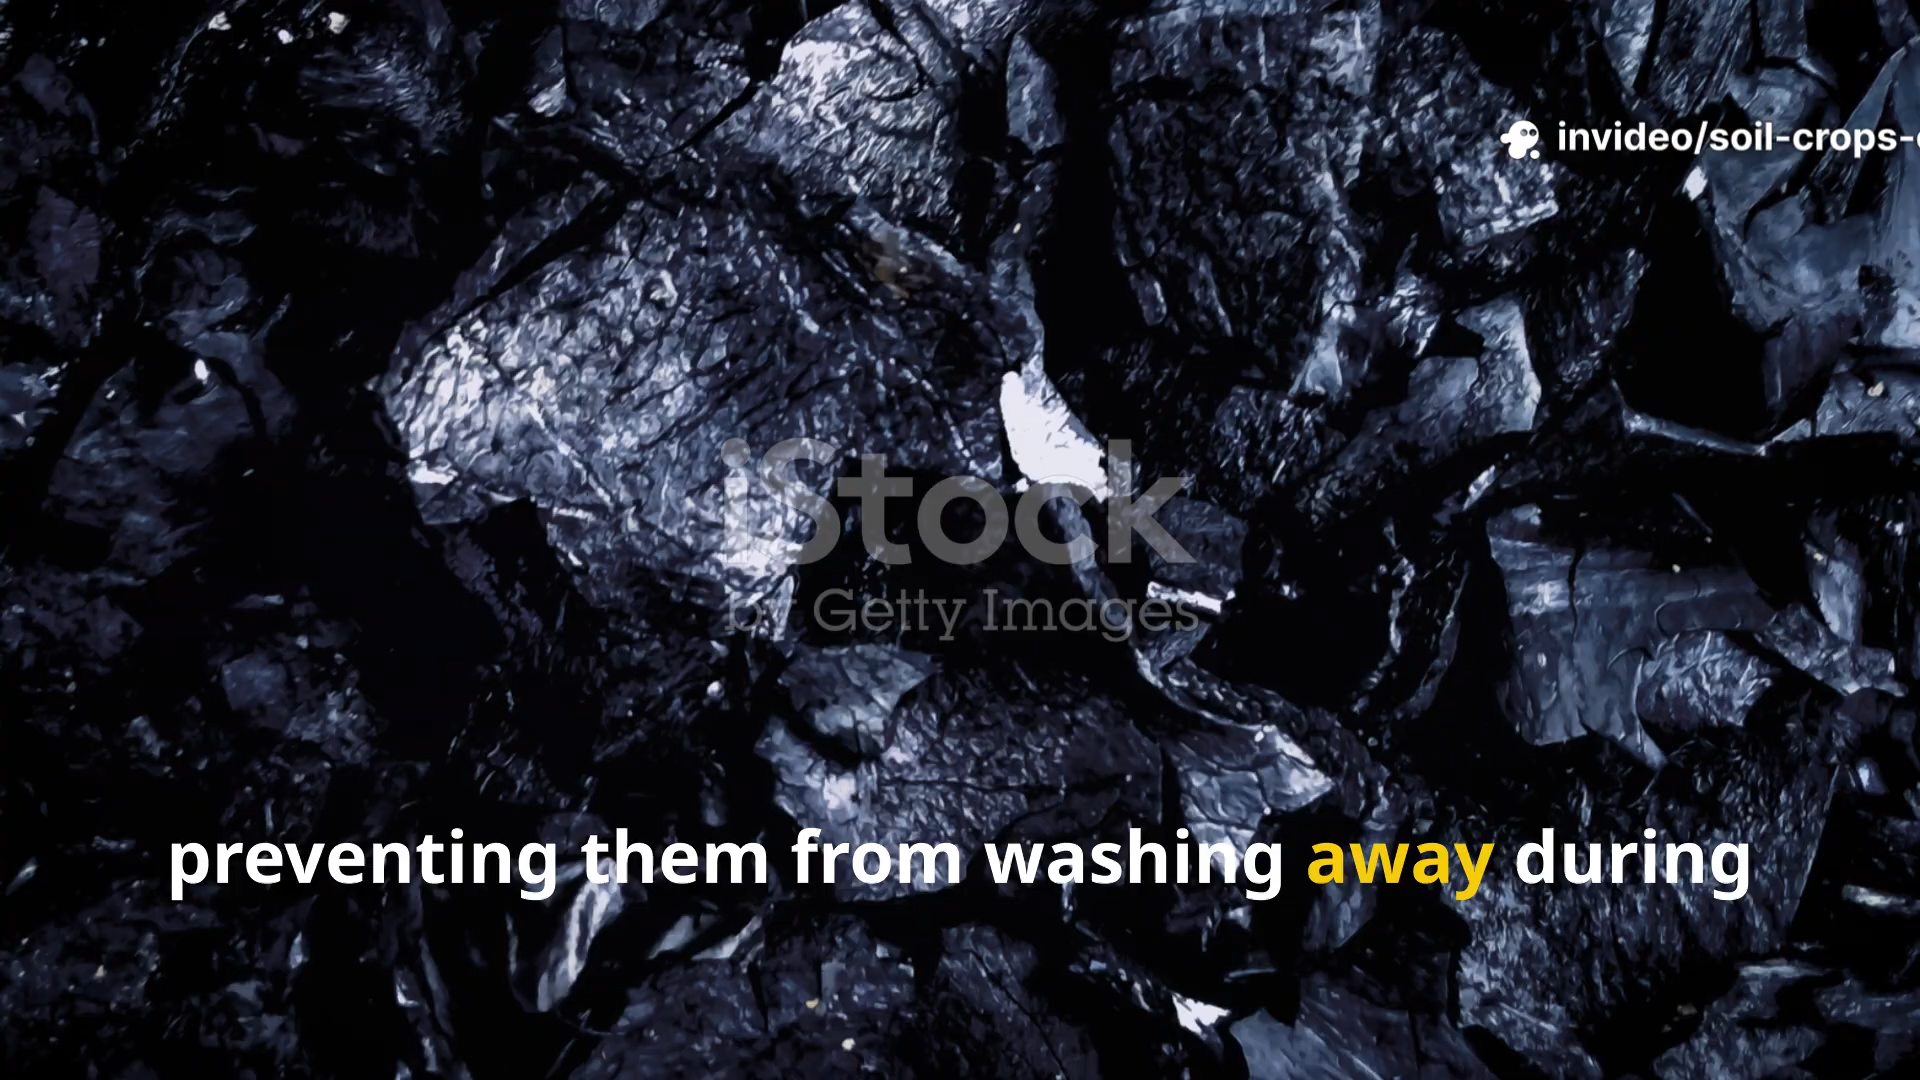 invideo/soil-crops-
iStock
by Getty Images
preventing them from washing away during